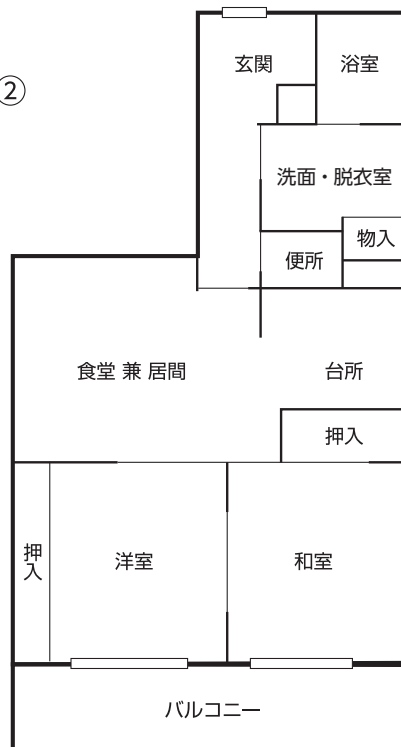 玄関
浴室
②
洗面・脱衣室
物入
便所
食堂 兼 居間
台所
押入
押入
洋室
和室
バルコニー